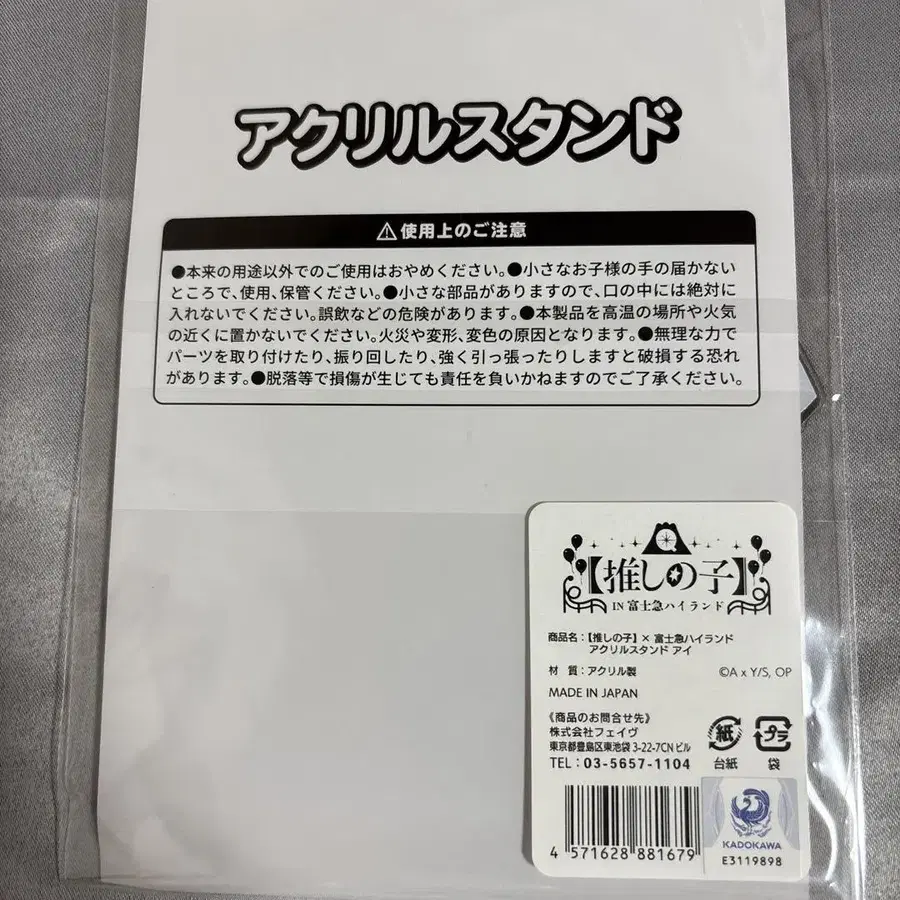 アクリルスタンド
⚠使用上のご注意
●本来の用途以外でのご使用はおやめください。●小さなお子様の手の届かない
ところで、使用、保管ください。●小さな部品がありますので、口の中には絶対に
入れないでください。誤飲などの危険があります。●本製品を高温の場所や火気
の近くに置かないでください。火災や変形、変色の原因となります。●無理な力で
パーツを取り付けたり、振り回したり、強く引っ張ったりしますと破損する恐れ
があります。●脱落等で損傷が生じても責任を負いかねますのでご了承ください。
【推しの子】
IN 富士急ハイランド
商品名:【推しの子】× 富士急ハイランド
アクリルスタンド アイ
材 質:アクリル製
©A x Y/S, OP
MADE IN JAPAN
《商品のお問合せ先》
株式会社フェイヴ
東京都豊島区東池袋 3-22-7CN ビル
TEL:03-5657-1104
紙
台紙
プラ
袋
4 571628 881679
KADOKAWA
E3119898